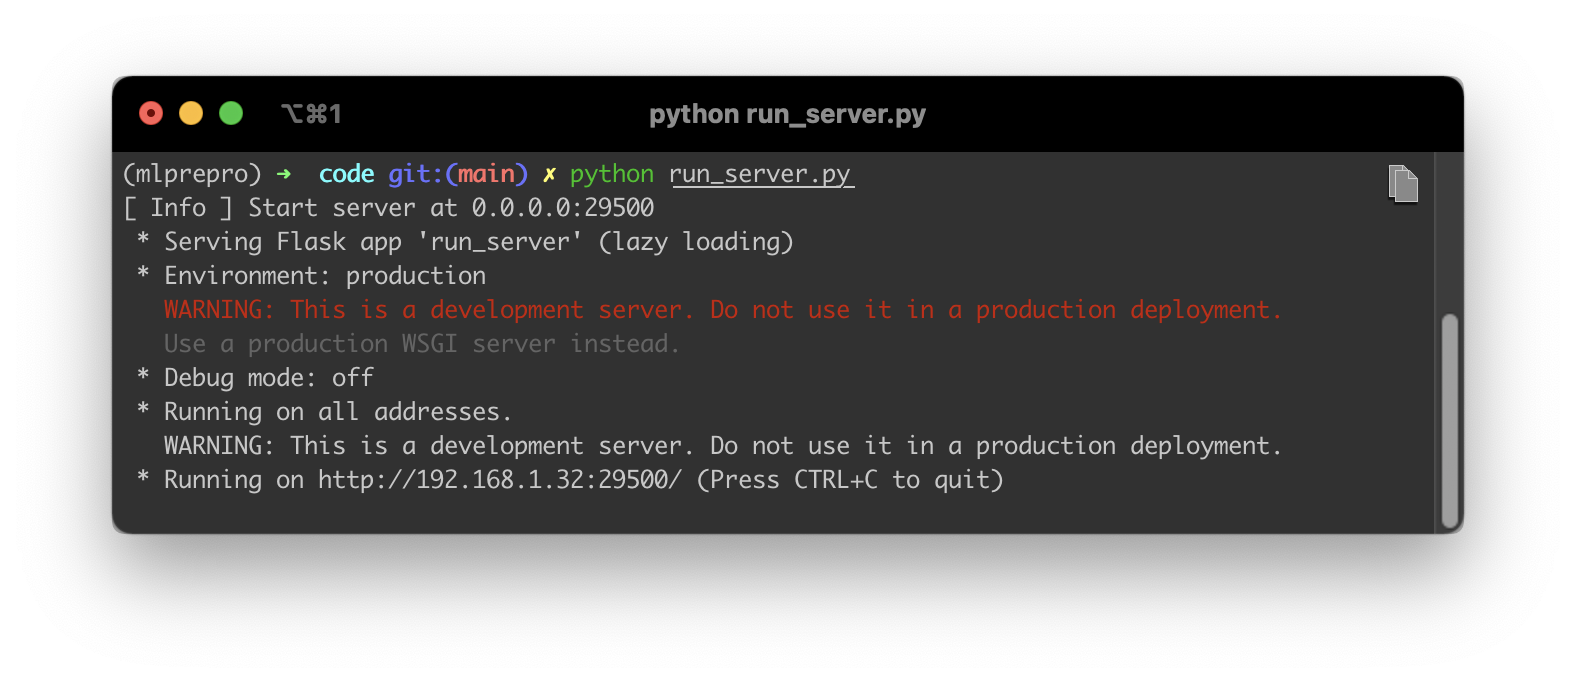 ⌥⌘1
python run_server.py
(mlprepro) ➜  code git:(main) ✗ python run_server.py
[ Info ] Start server at 0.0.0.0:29500
 * Serving Flask app 'run_server' (lazy loading)
 * Environment: production
   WARNING: This is a development server. Do not use it in a production deployment.
   Use a production WSGI server instead.
 * Debug mode: off
 * Running on all addresses.
   WARNING: This is a development server. Do not use it in a production deployment.
 * Running on http://192.168.1.32:29500/ (Press CTRL+C to quit)